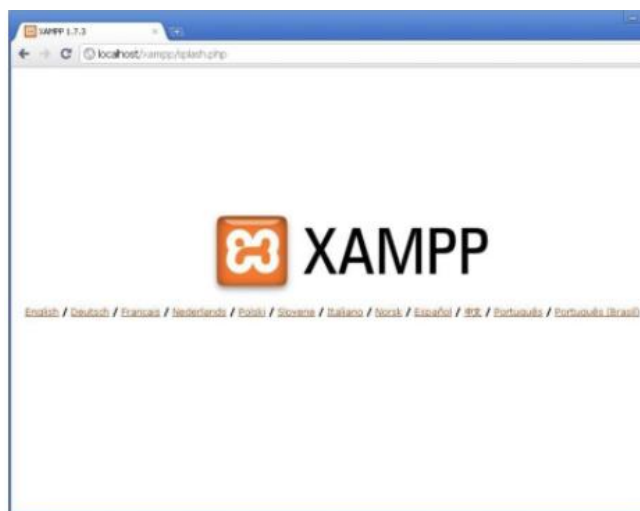 XAMPP 1.7.3
localhost/xampp/splash.php
XAMPP
English / Deutsch / Francais / Nederlands / Polski / Slovene / Italiano / Norsk / Español / 中文 / Português / Português (Brasil)